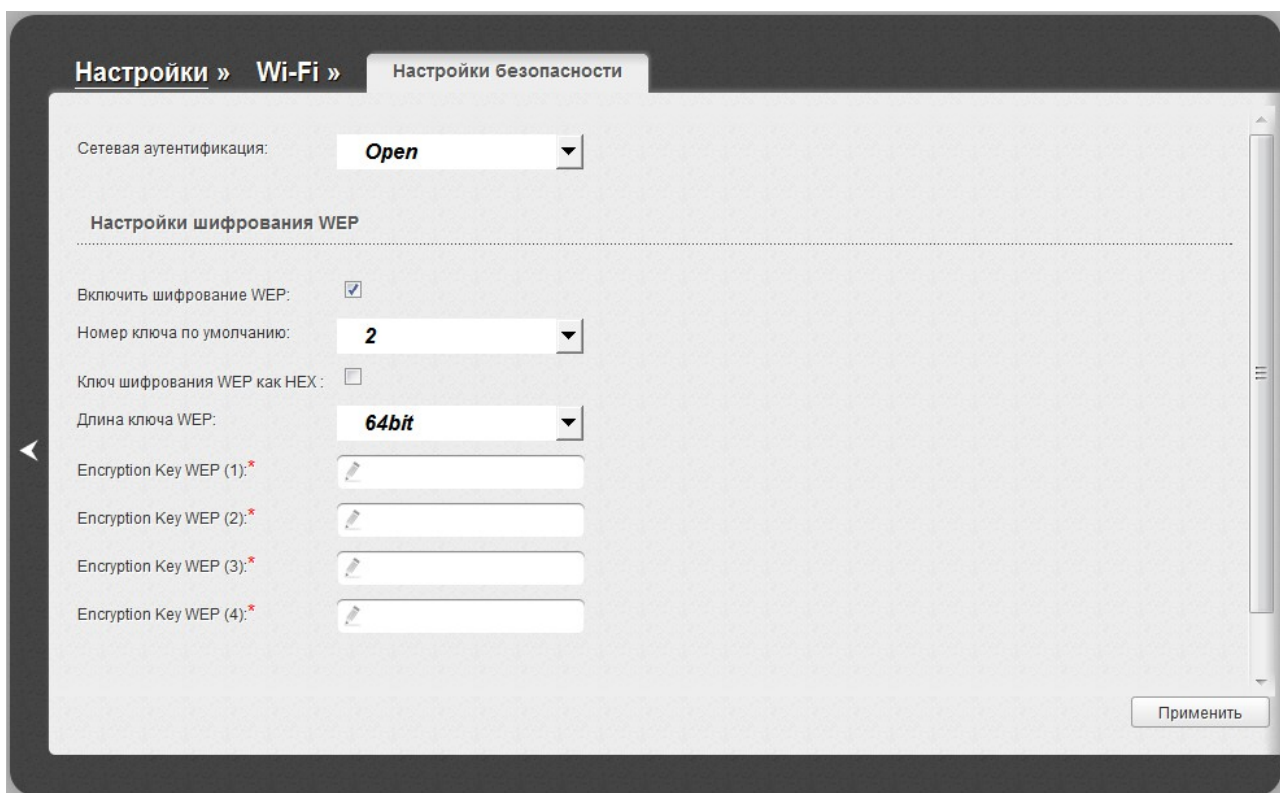 Настройки » Wi-Fi » Настройки безопасности
Сетевая аутентификация: Open
Настройки шифрования WEP
Включить шифрование WEP:
Номер ключа по умолчанию: 2
Ключ шифрования WEP как HEX :
Длина ключа WEP: 64bit
Encryption Key WEP (1):*
Encryption Key WEP (2):*
Encryption Key WEP (3):*
Encryption Key WEP (4):*
Применить